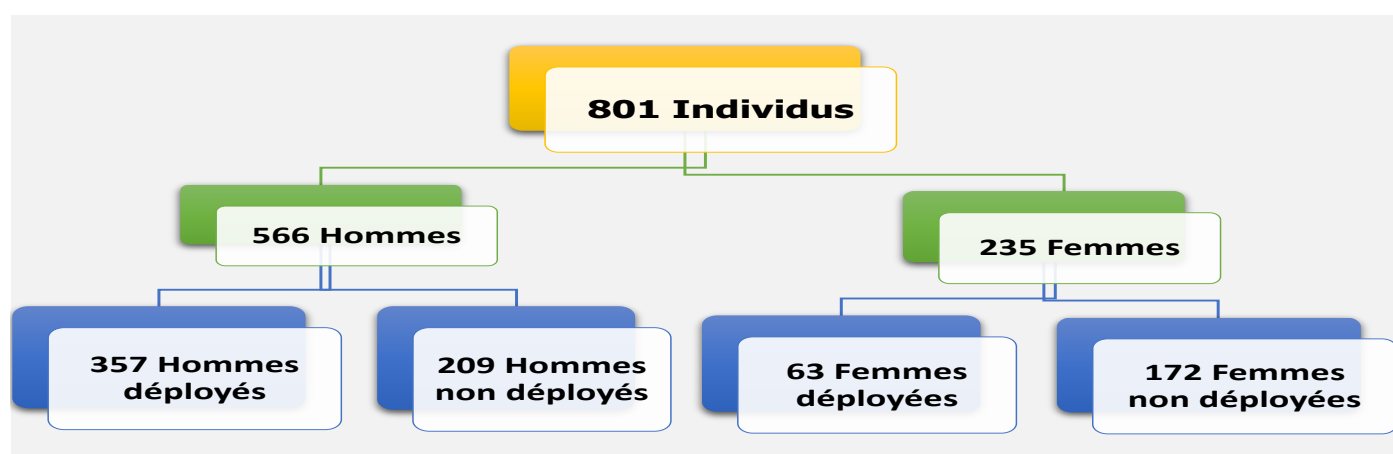 801 Individus
566 Hommes
235 Femmes
357 Hommes
déployés
209 Hommes
non déployés
63 Femmes
déployées
172 Femmes
non déployées